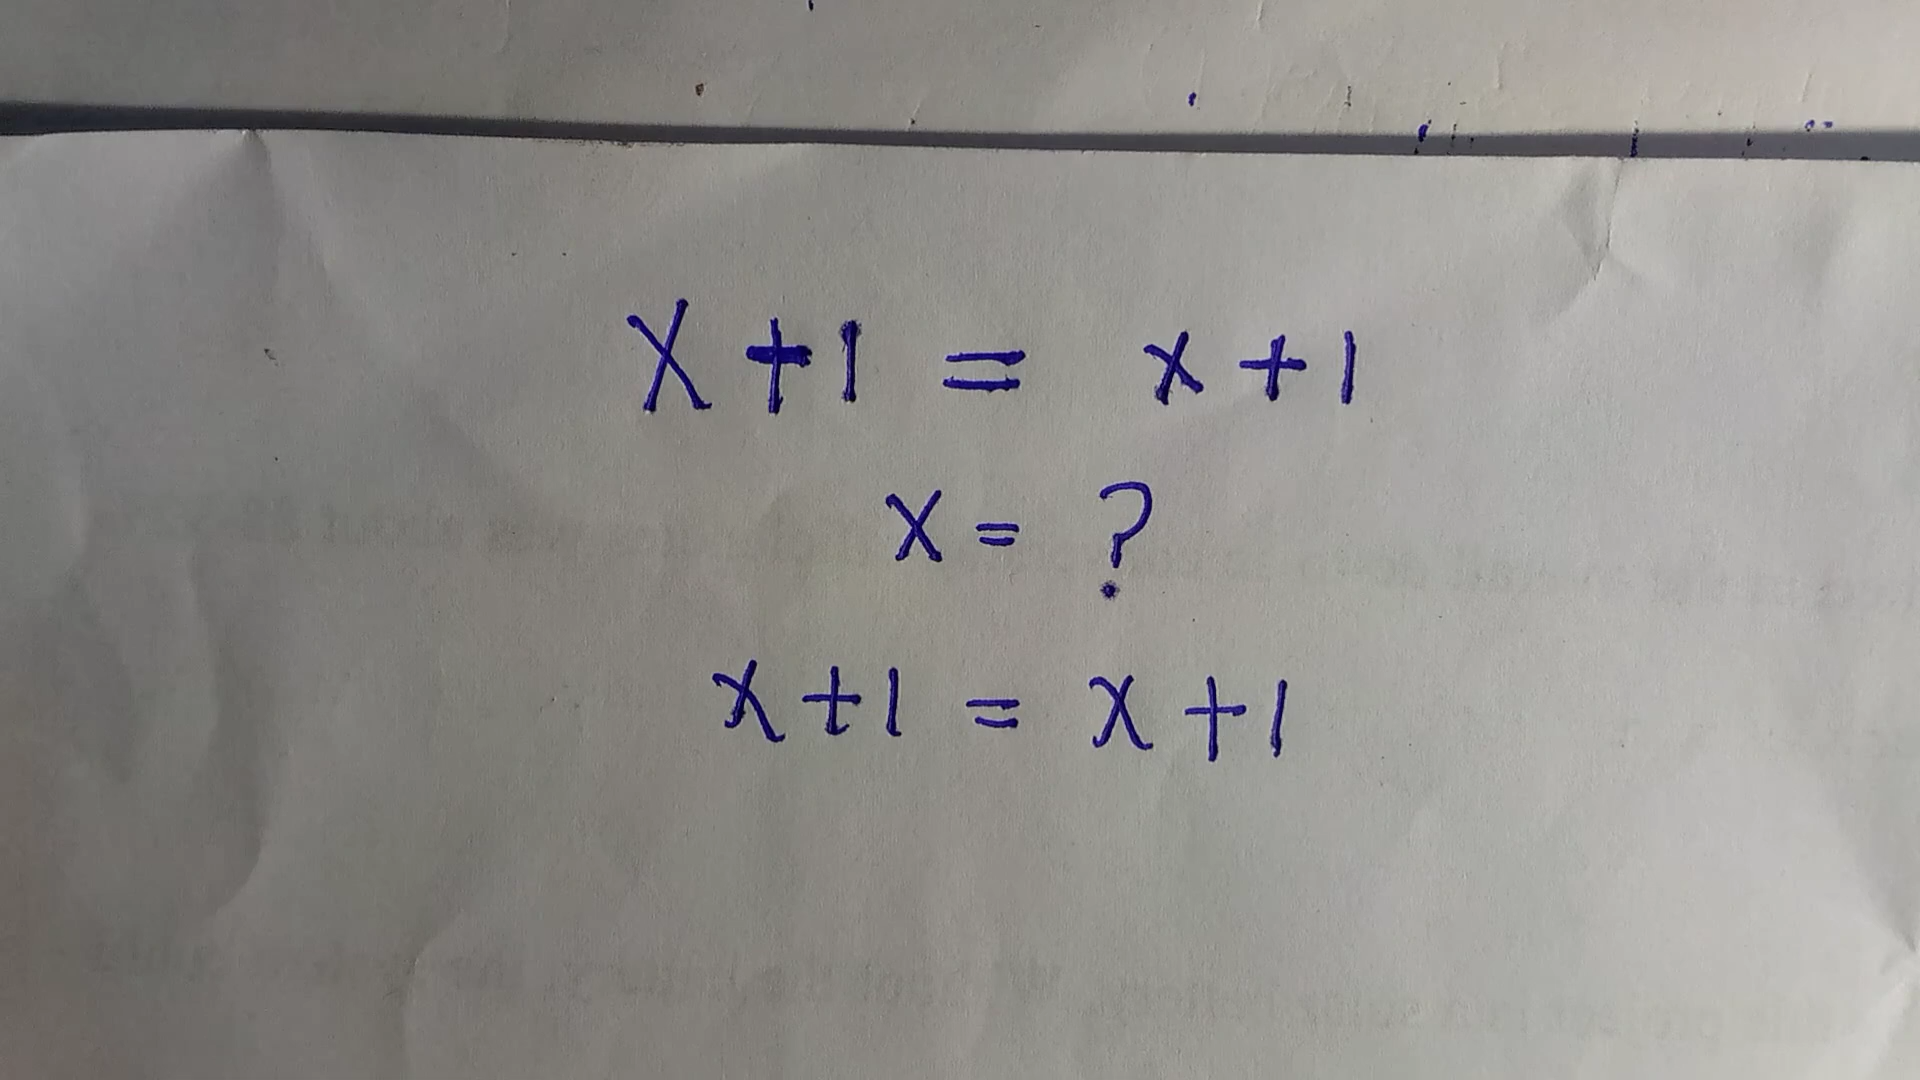 X+1 = x+1
x = ?
x+1 = x+1